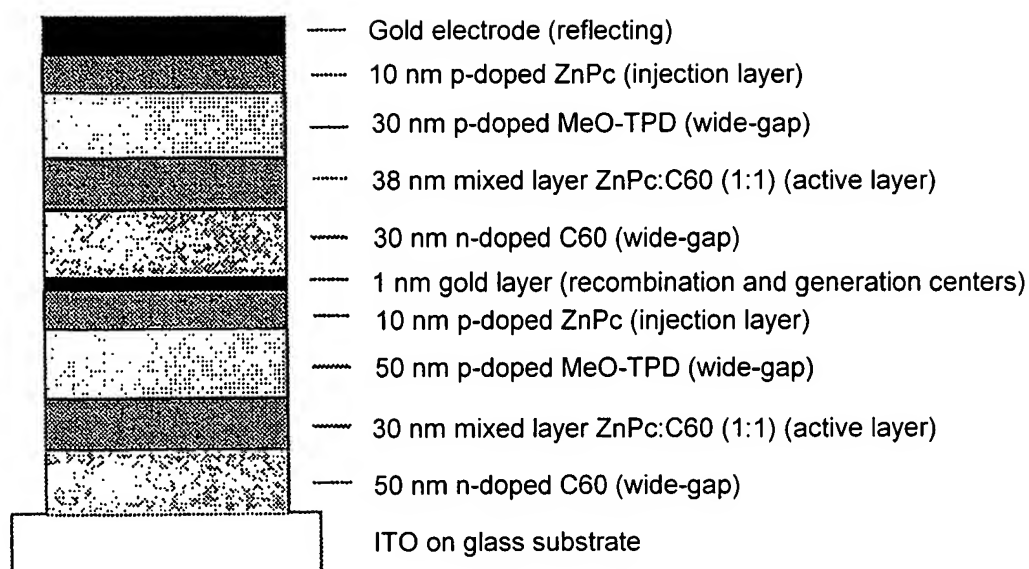 Gold electrode (reflecting)
10 nm p-doped ZnPc (injection layer)
30 nm p-doped MeO-TPD (wide-gap)
38 nm mixed layer ZnPc:C60 (1:1) (active layer)
30 nm n-doped C60 (wide-gap)
1 nm gold layer (recombination and generation centers)
10 nm p-doped ZnPc (injection layer)
50 nm p-doped MeO-TPD (wide-gap)
30 nm mixed layer ZnPc:C60 (1:1) (active layer)
50 nm n-doped C60 (wide-gap)
ITO on glass substrate